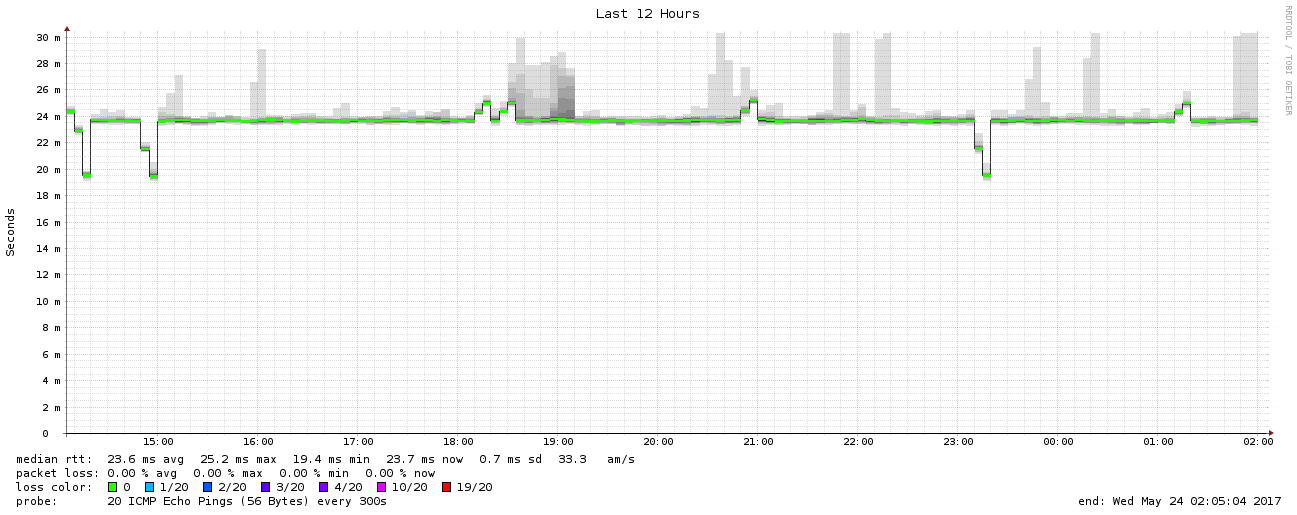 Last 12 Hours
RRDTOOL / TOBI OETIKER
Seconds
30 m
28 m
26 m
24 m
22 m
20 m
18 m
16 m
14 m
12 m
10 m
8 m
6 m
4 m
2 m
0
15:00 16:00 17:00 18:00 19:00 20:00 21:00 22:00 23:00 00:00 01:00 02:00
median rtt: 23.6 ms avg 25.2 ms max 19.4 ms min 23.7 ms now 0.7 ms sd 33.3 am/s
packet loss: 0.00 % avg 0.00 % max 0.00 % min 0.00 % now
loss color: 0 1/20 2/20 3/20 4/20 10/20 19/20
probe: 20 ICMP Echo Pings (56 Bytes) every 300s end: Wed May 24 02:05:04 2017